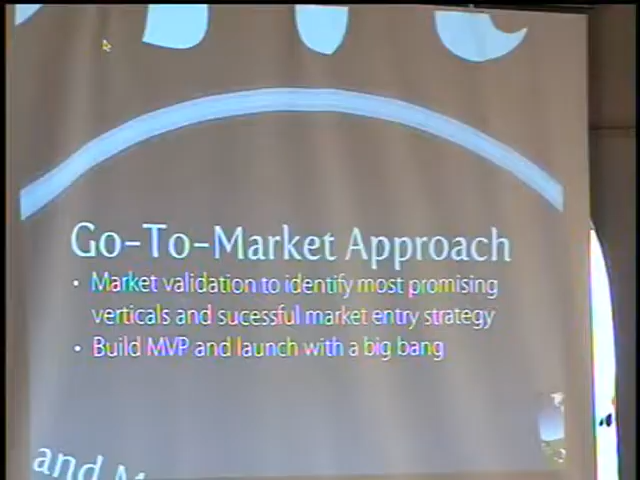 Go-To-Market Approach
• Market validation to identify most promising
verticals and sucessful market entry strategy
• Build MVP and launch with a big bang
and